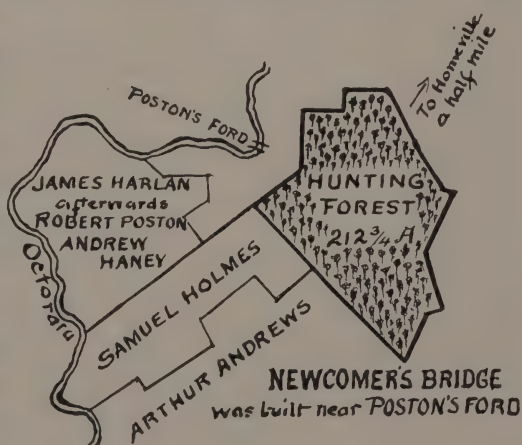 To Homeville
a half mile
POSTON'S FORD
JAMES HARLAN
afterwards
ROBERT POSTON
ANDREW
HANEY
HUNTING
FOREST
212 3/4 A
Octoraro
SAMUEL HOLMES
ARTHUR ANDREWS
NEWCOMER'S BRIDGE
was built near POSTON'S FORD